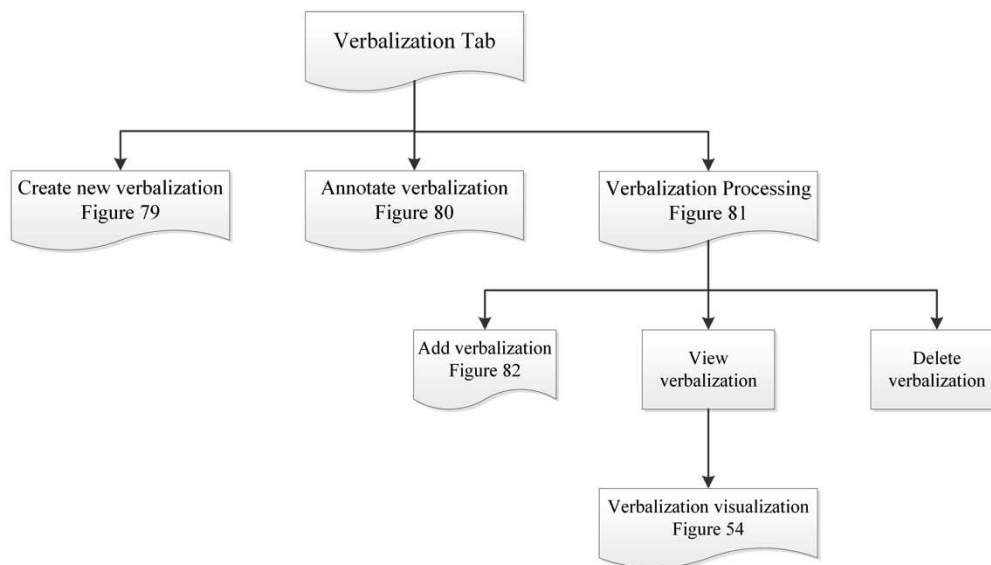 Verbalization Tab
Create new verbalization
Figure 79
Annotate verbalization
Figure 80
Verbalization Processing
Figure 81
Add verbalization
Figure 82
View
verbalization
Delete
verbalization
Verbalization visualization
Figure 54